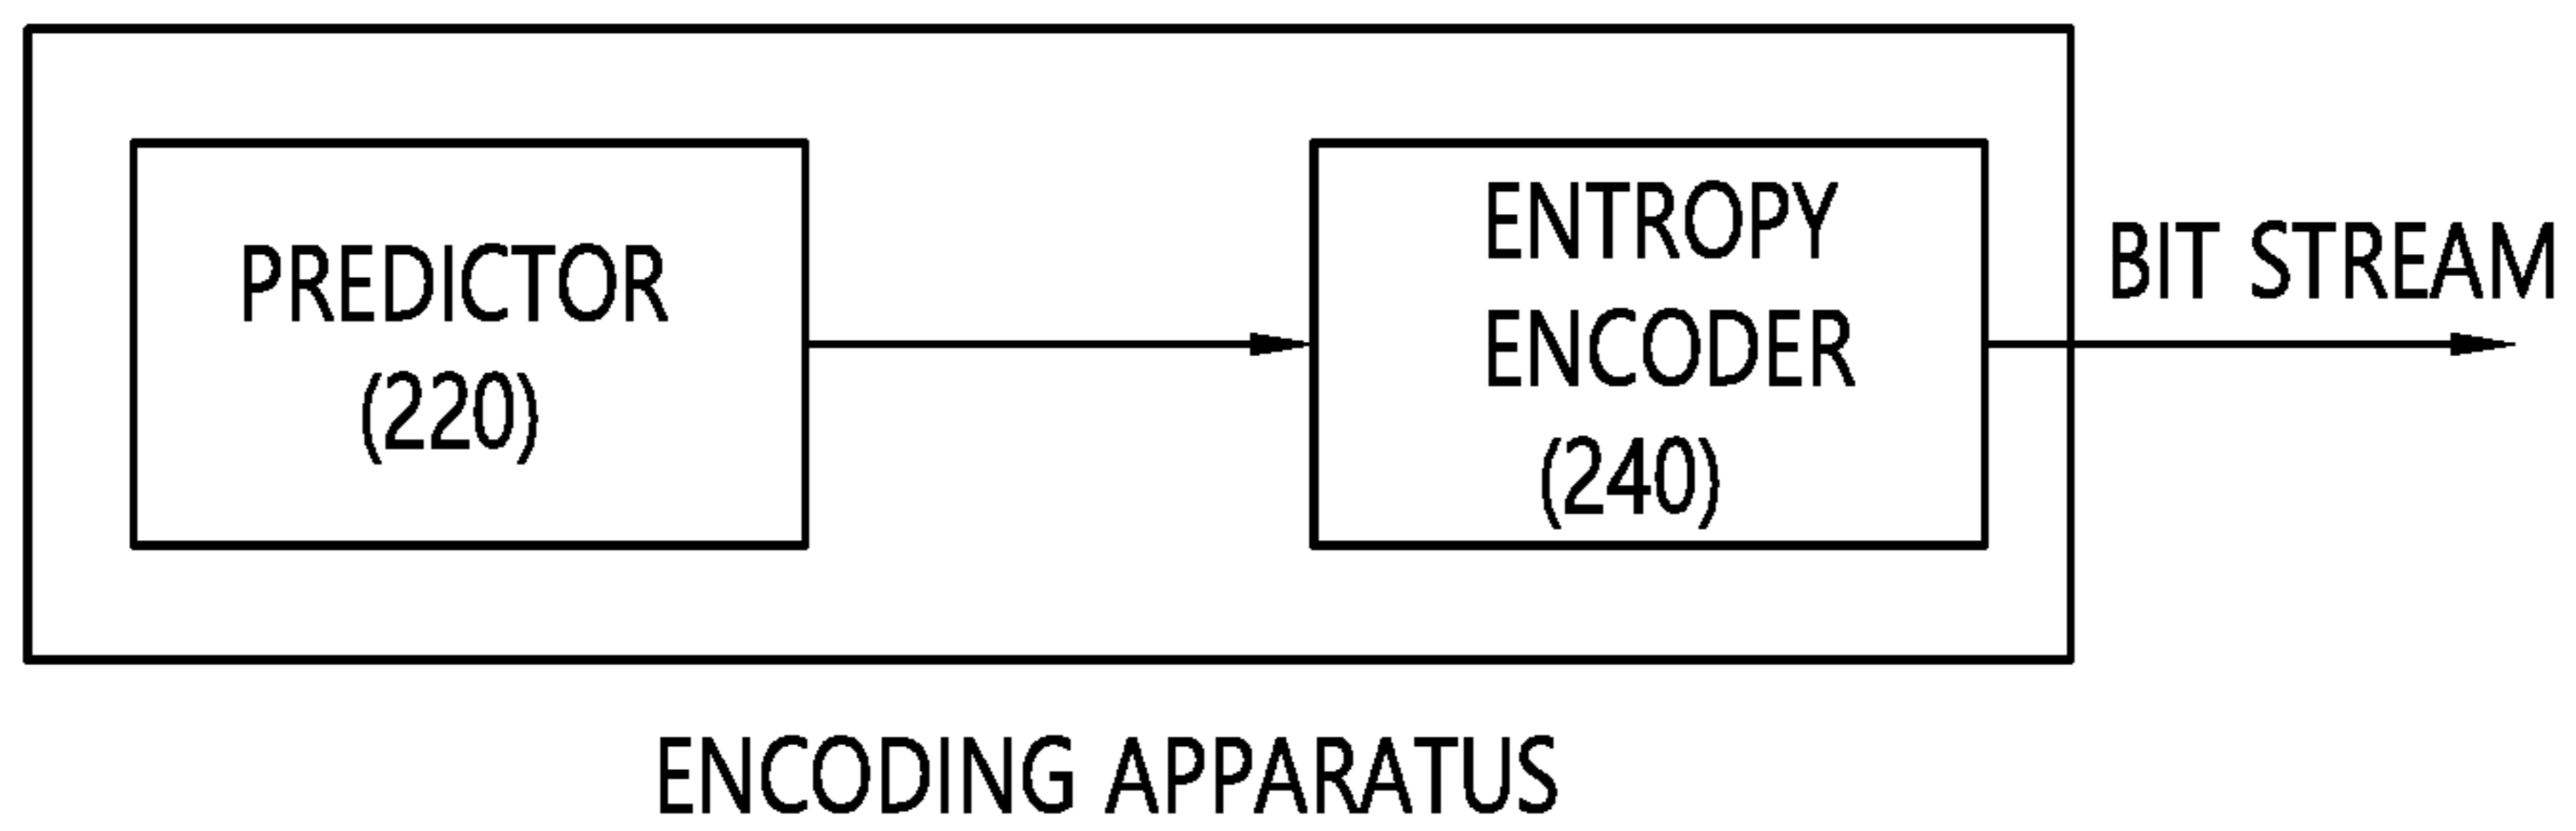 PREDICTOR
(220)
ENTROPY
ENCODER
(240)
BIT STREAM
ENCODING APPARATUS